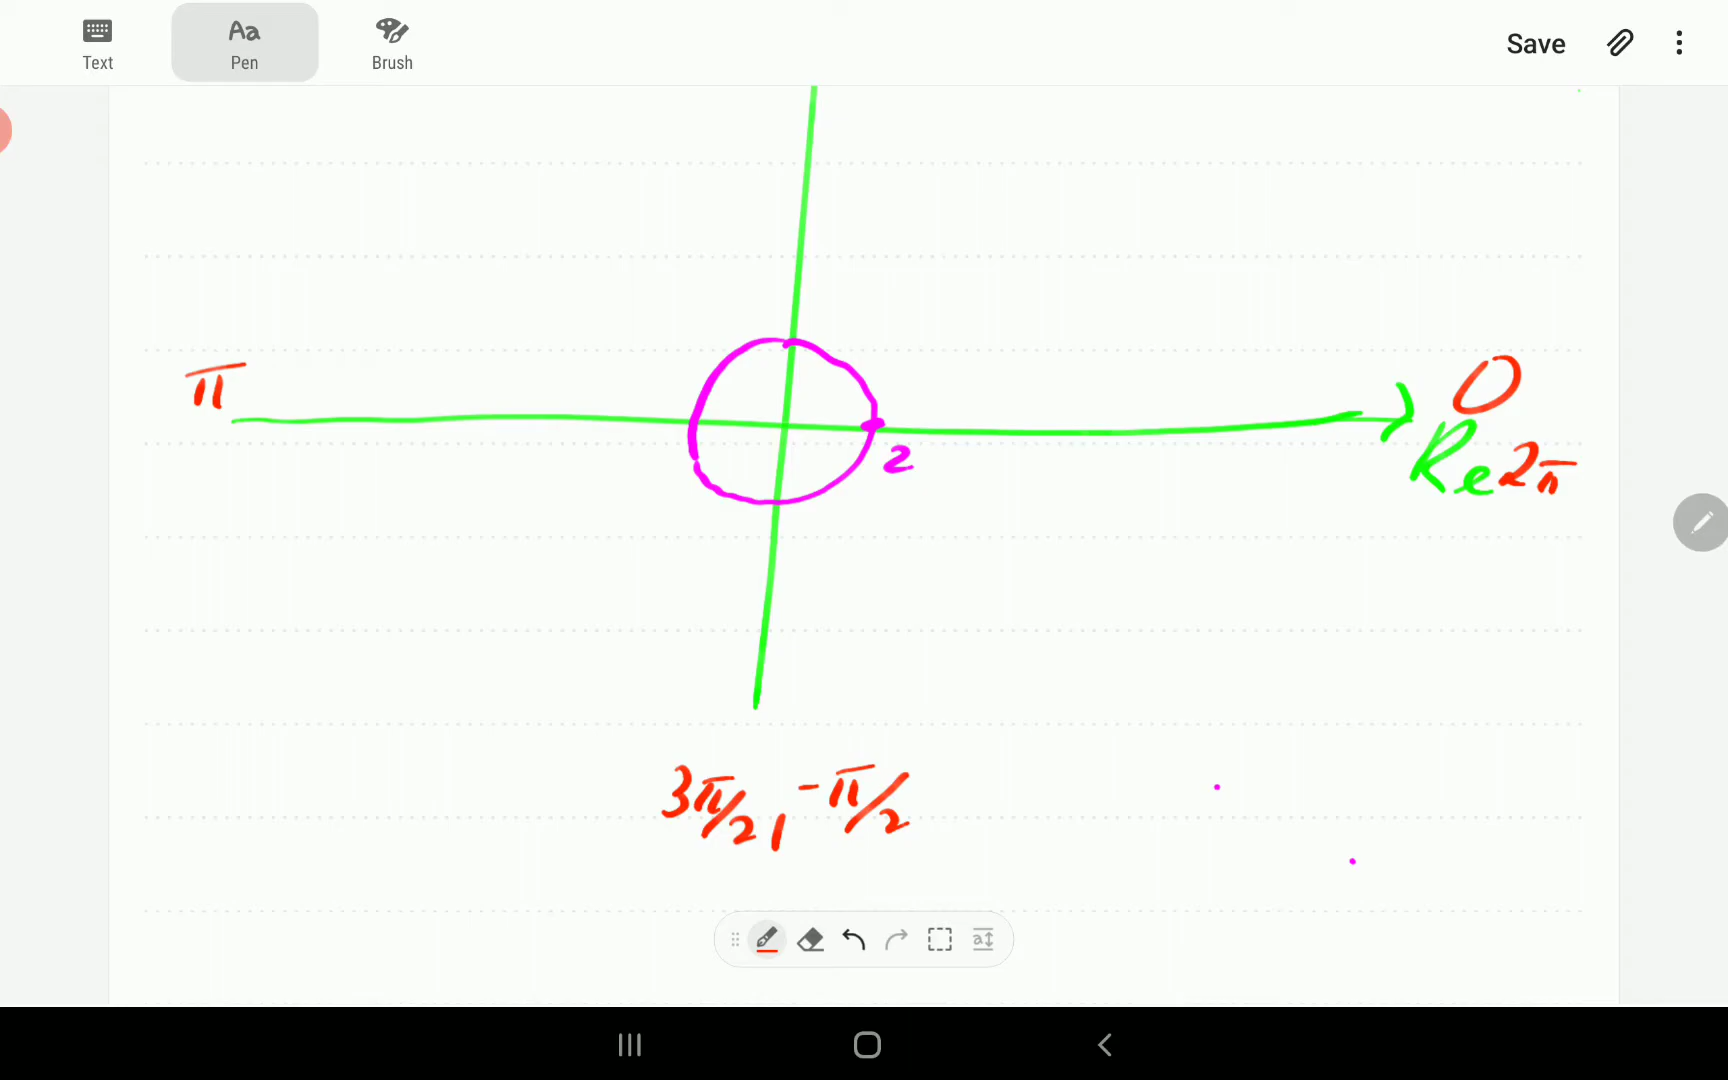 Text Pen Brush Save
π 0
2 Re 2π
3π/2, -π/2